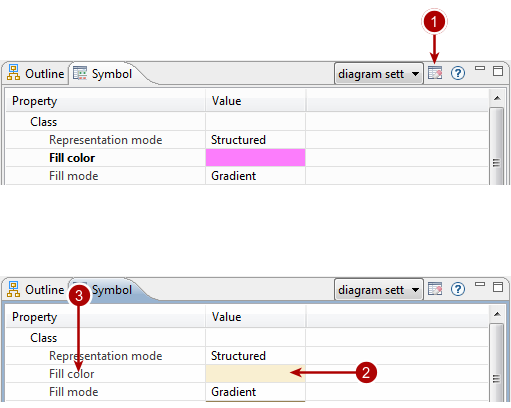 1
Outline Symbol diagram sett ?
Property Value
Class
Representation mode Structured
Fill color
Fill mode Gradient
Outline 3 Symbol diagram sett ?
Property Value
Class
Representation mode Structured
Fill color 2
Fill mode Gradient